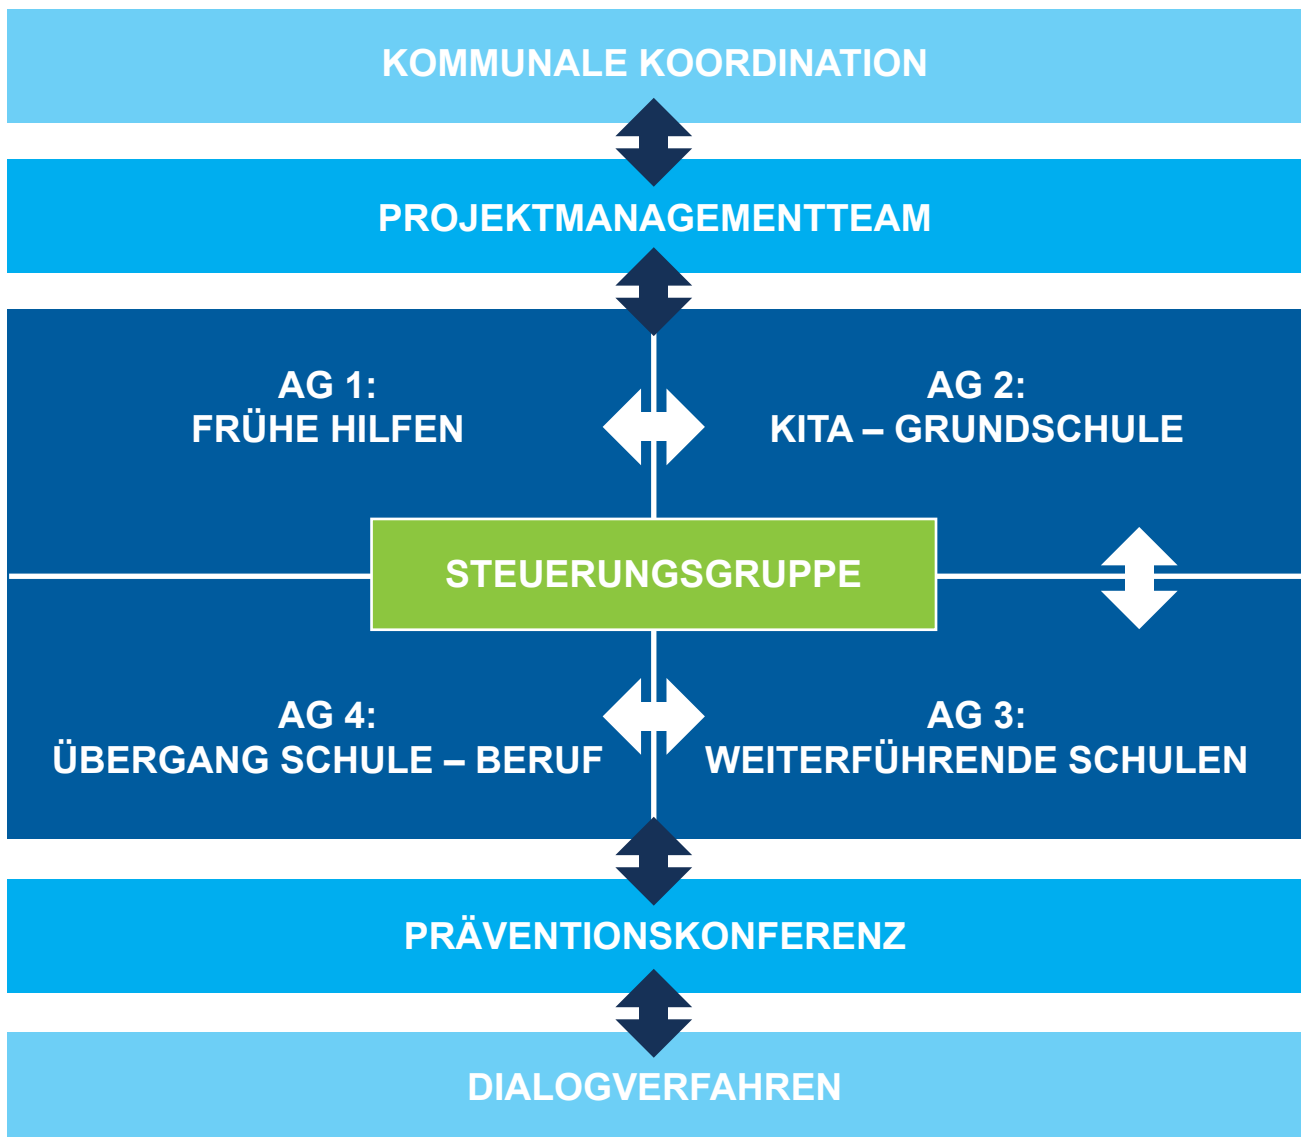 KOMMUNALE KOORDINATION
PROJEKTMANAGEMENTTEAM
AG 1:
FRÜHE HILFEN
AG 2:
KITA – GRUNDSCHULE
STEUERUNGSGRUPPE
AG 4:
ÜBERGANG SCHULE – BERUF
AG 3:
WEITERFÜHRENDE SCHULEN
PRÄVENTIONSKONFERENZ
DIALOGVERFAHREN